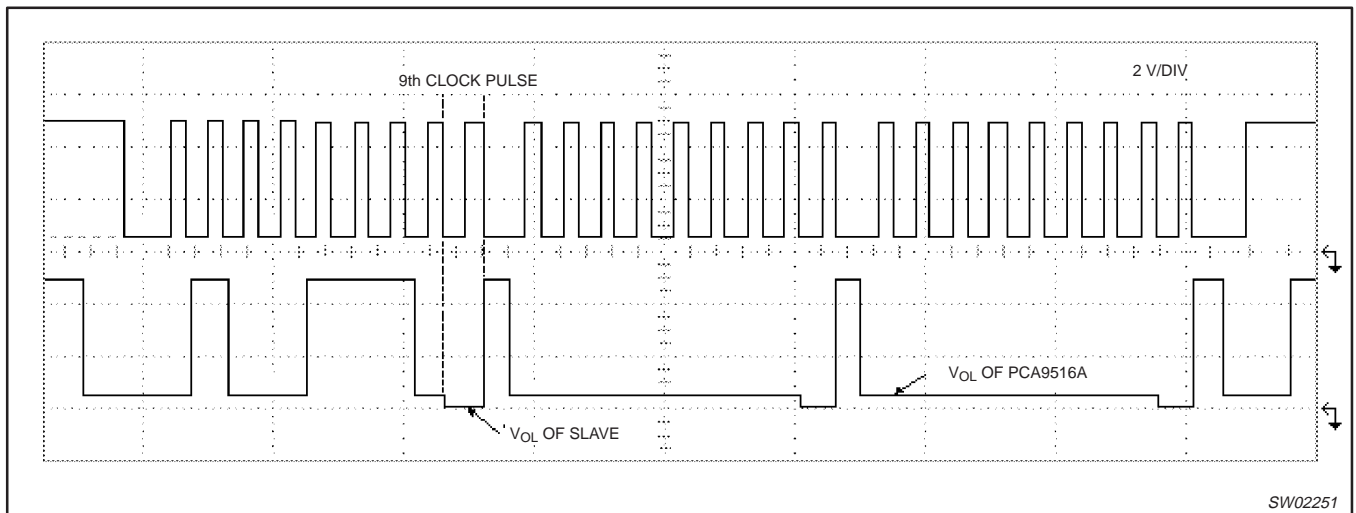 2 V/DIV
9th CLOCK PULSE
VOL OF PCA9516A
VOL OF SLAVE
SW02251